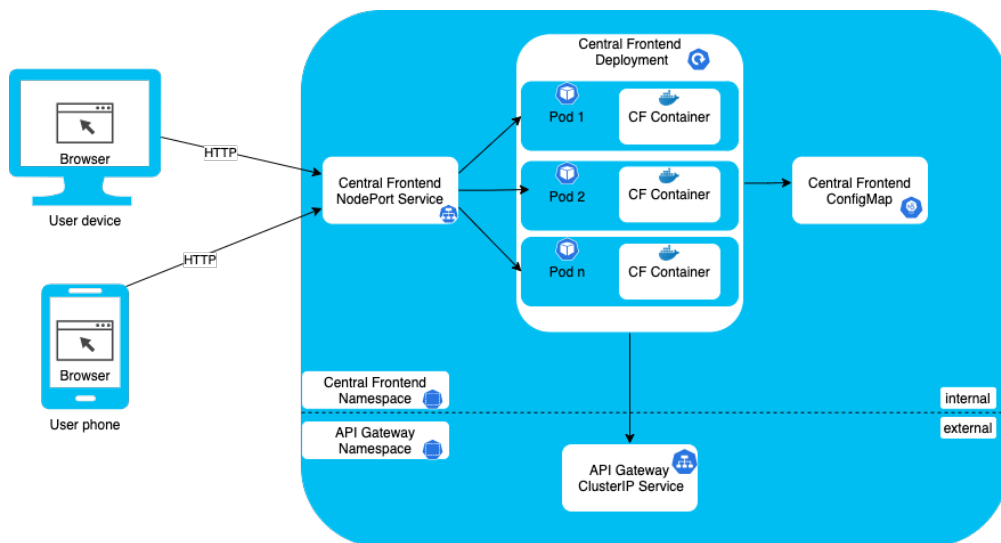 Browser
User device
HTTP
HTTP
Browser
User phone
Central Frontend
NodePort Service
Central Frontend
Deployment
Pod 1
CF Container
Pod 2
CF Container
Pod n
CF Container
Central Frontend
ConfigMap
Central Frontend
Namespace
internal
API Gateway
Namespace
external
API Gateway
ClusterIP Service